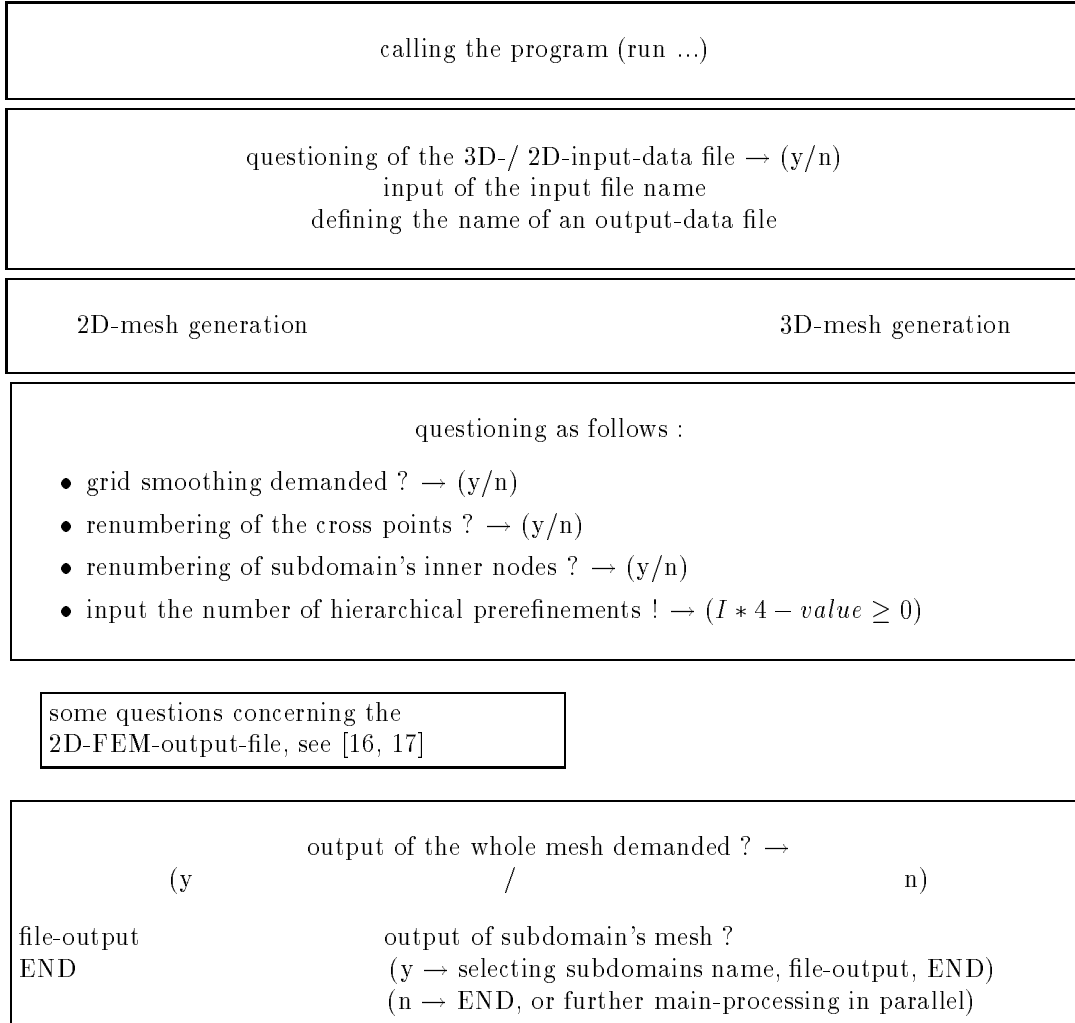 calling the program (run ...)
questioning of the 3D-/ 2D-input-data file → (y/n)
input of the input file name
defining the name of an output-data file
2D-mesh generation 3D-mesh generation
questioning as follows :
• grid smoothing demanded ? → (y/n)
• renumbering of the cross points ? → (y/n)
• renumbering of subdomain's inner nodes ? → (y/n)
• input the number of hierarchical prerefinements ! → (I ∗ 4 − value ≥ 0)
some questions concerning the
2D-FEM-output-file, see [16, 17]
output of the whole mesh demanded ? →
(y / n)
file-output output of subdomain's mesh ?
END (y → selecting subdomains name, file-output, END)
(n → END, or further main-processing in parallel)